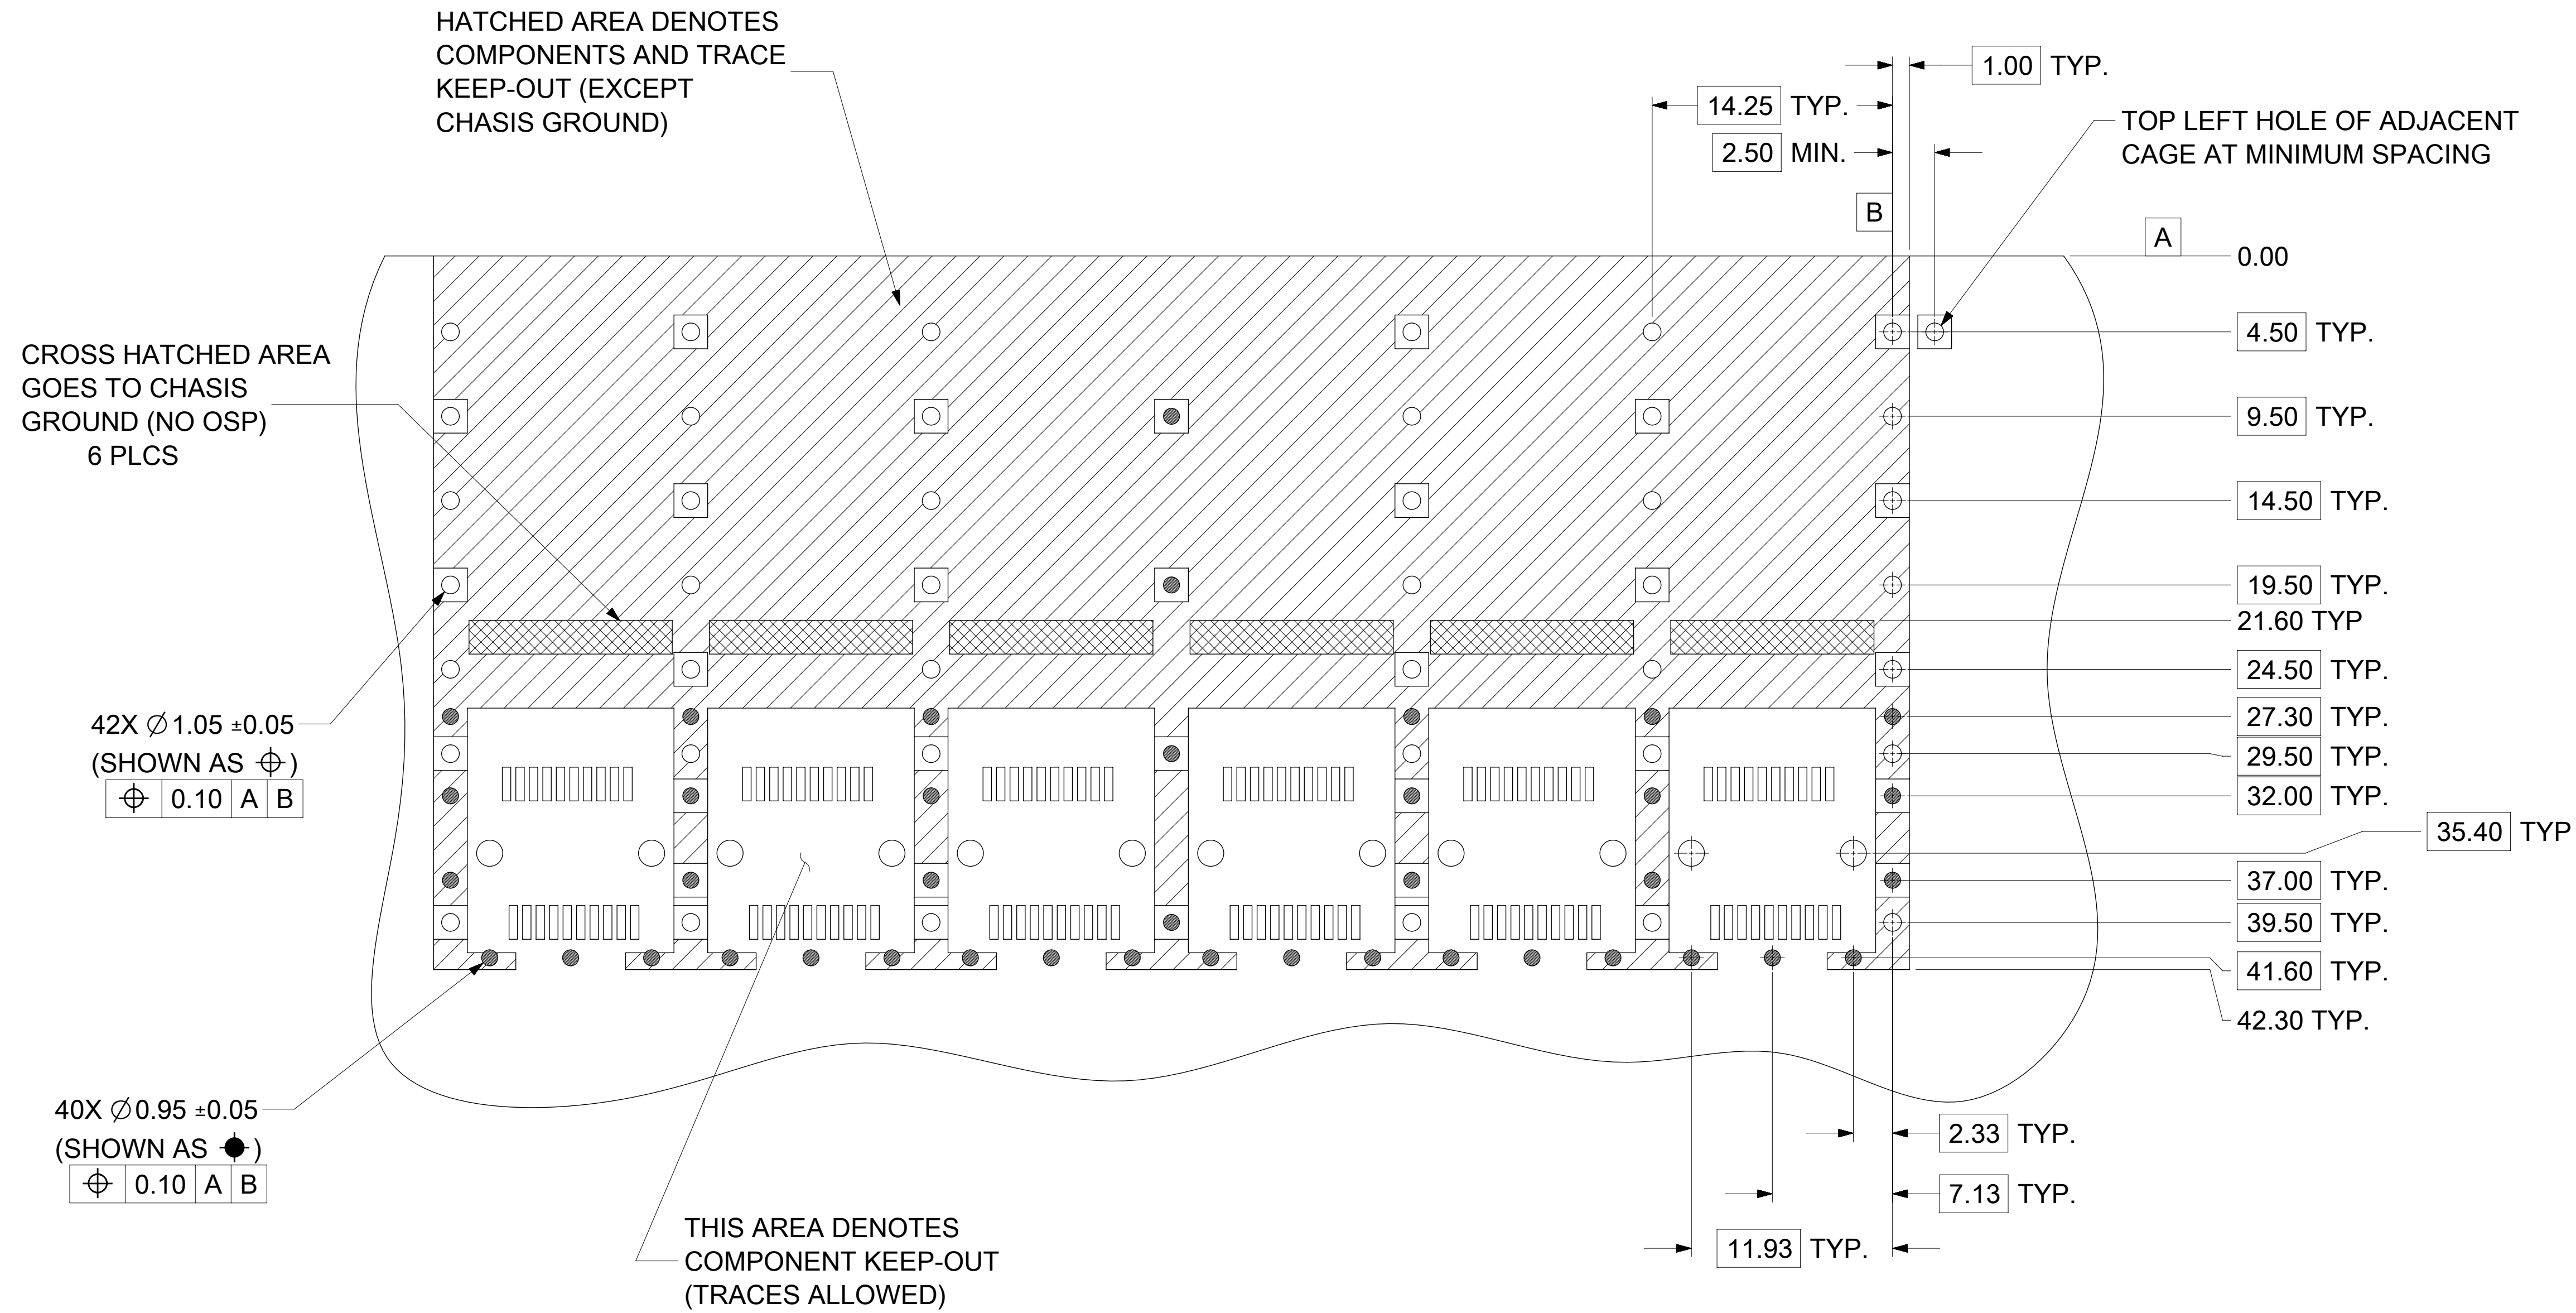 HATCHED AREA DENOTES
COMPONENTS AND TRACE
KEEP-OUT (EXCEPT
CHASIS GROUND)
1.00 TYP.
14.25 TYP.
2.50 MIN.
TOP LEFT HOLE OF ADJACENT
CAGE AT MINIMUM SPACING
B
A
0.00
CROSS HATCHED AREA
GOES TO CHASIS
GROUND (NO OSP)
6 PLCS
4.50 TYP.
9.50 TYP.
14.50 TYP.
19.50 TYP.
21.60 TYP
24.50 TYP.
27.30 TYP.
29.50 TYP.
32.00 TYP.
35.40 TYP
37.00 TYP.
39.50 TYP.
41.60 TYP.
42.30 TYP.
42X ∅1.05 ±0.05
(SHOWN AS ⌖)
⌖ 0.10 A B
40X ∅0.95 ±0.05
(SHOWN AS )
⌖ 0.10 A B
THIS AREA DENOTES
COMPONENT KEEP-OUT
(TRACES ALLOWED)
2.33 TYP.
7.13 TYP.
11.93 TYP.